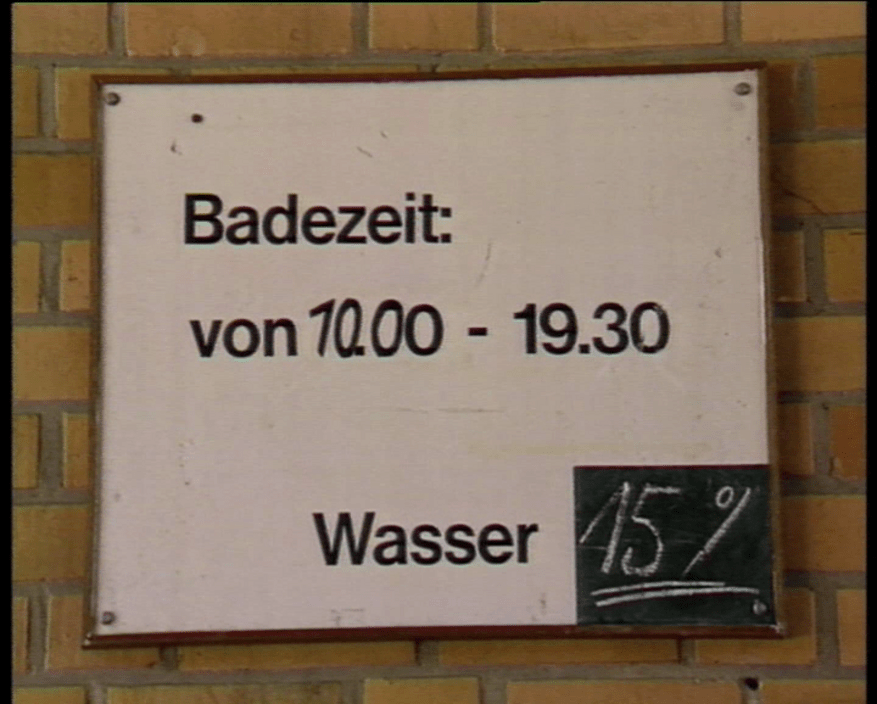 Badezeit:
von 10.00 - 19.30
Wasser 15 °/